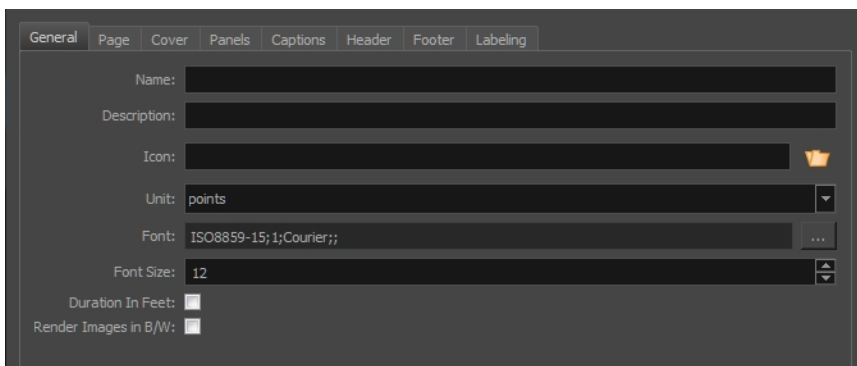 General Page Cover Panels Captions Header Footer Labeling
Name:
Description:
Icon:
Unit: points
Font: ISO8859-15;1;Courier;; ...
Font Size: 12
Duration In Feet:
Render Images in B/W: